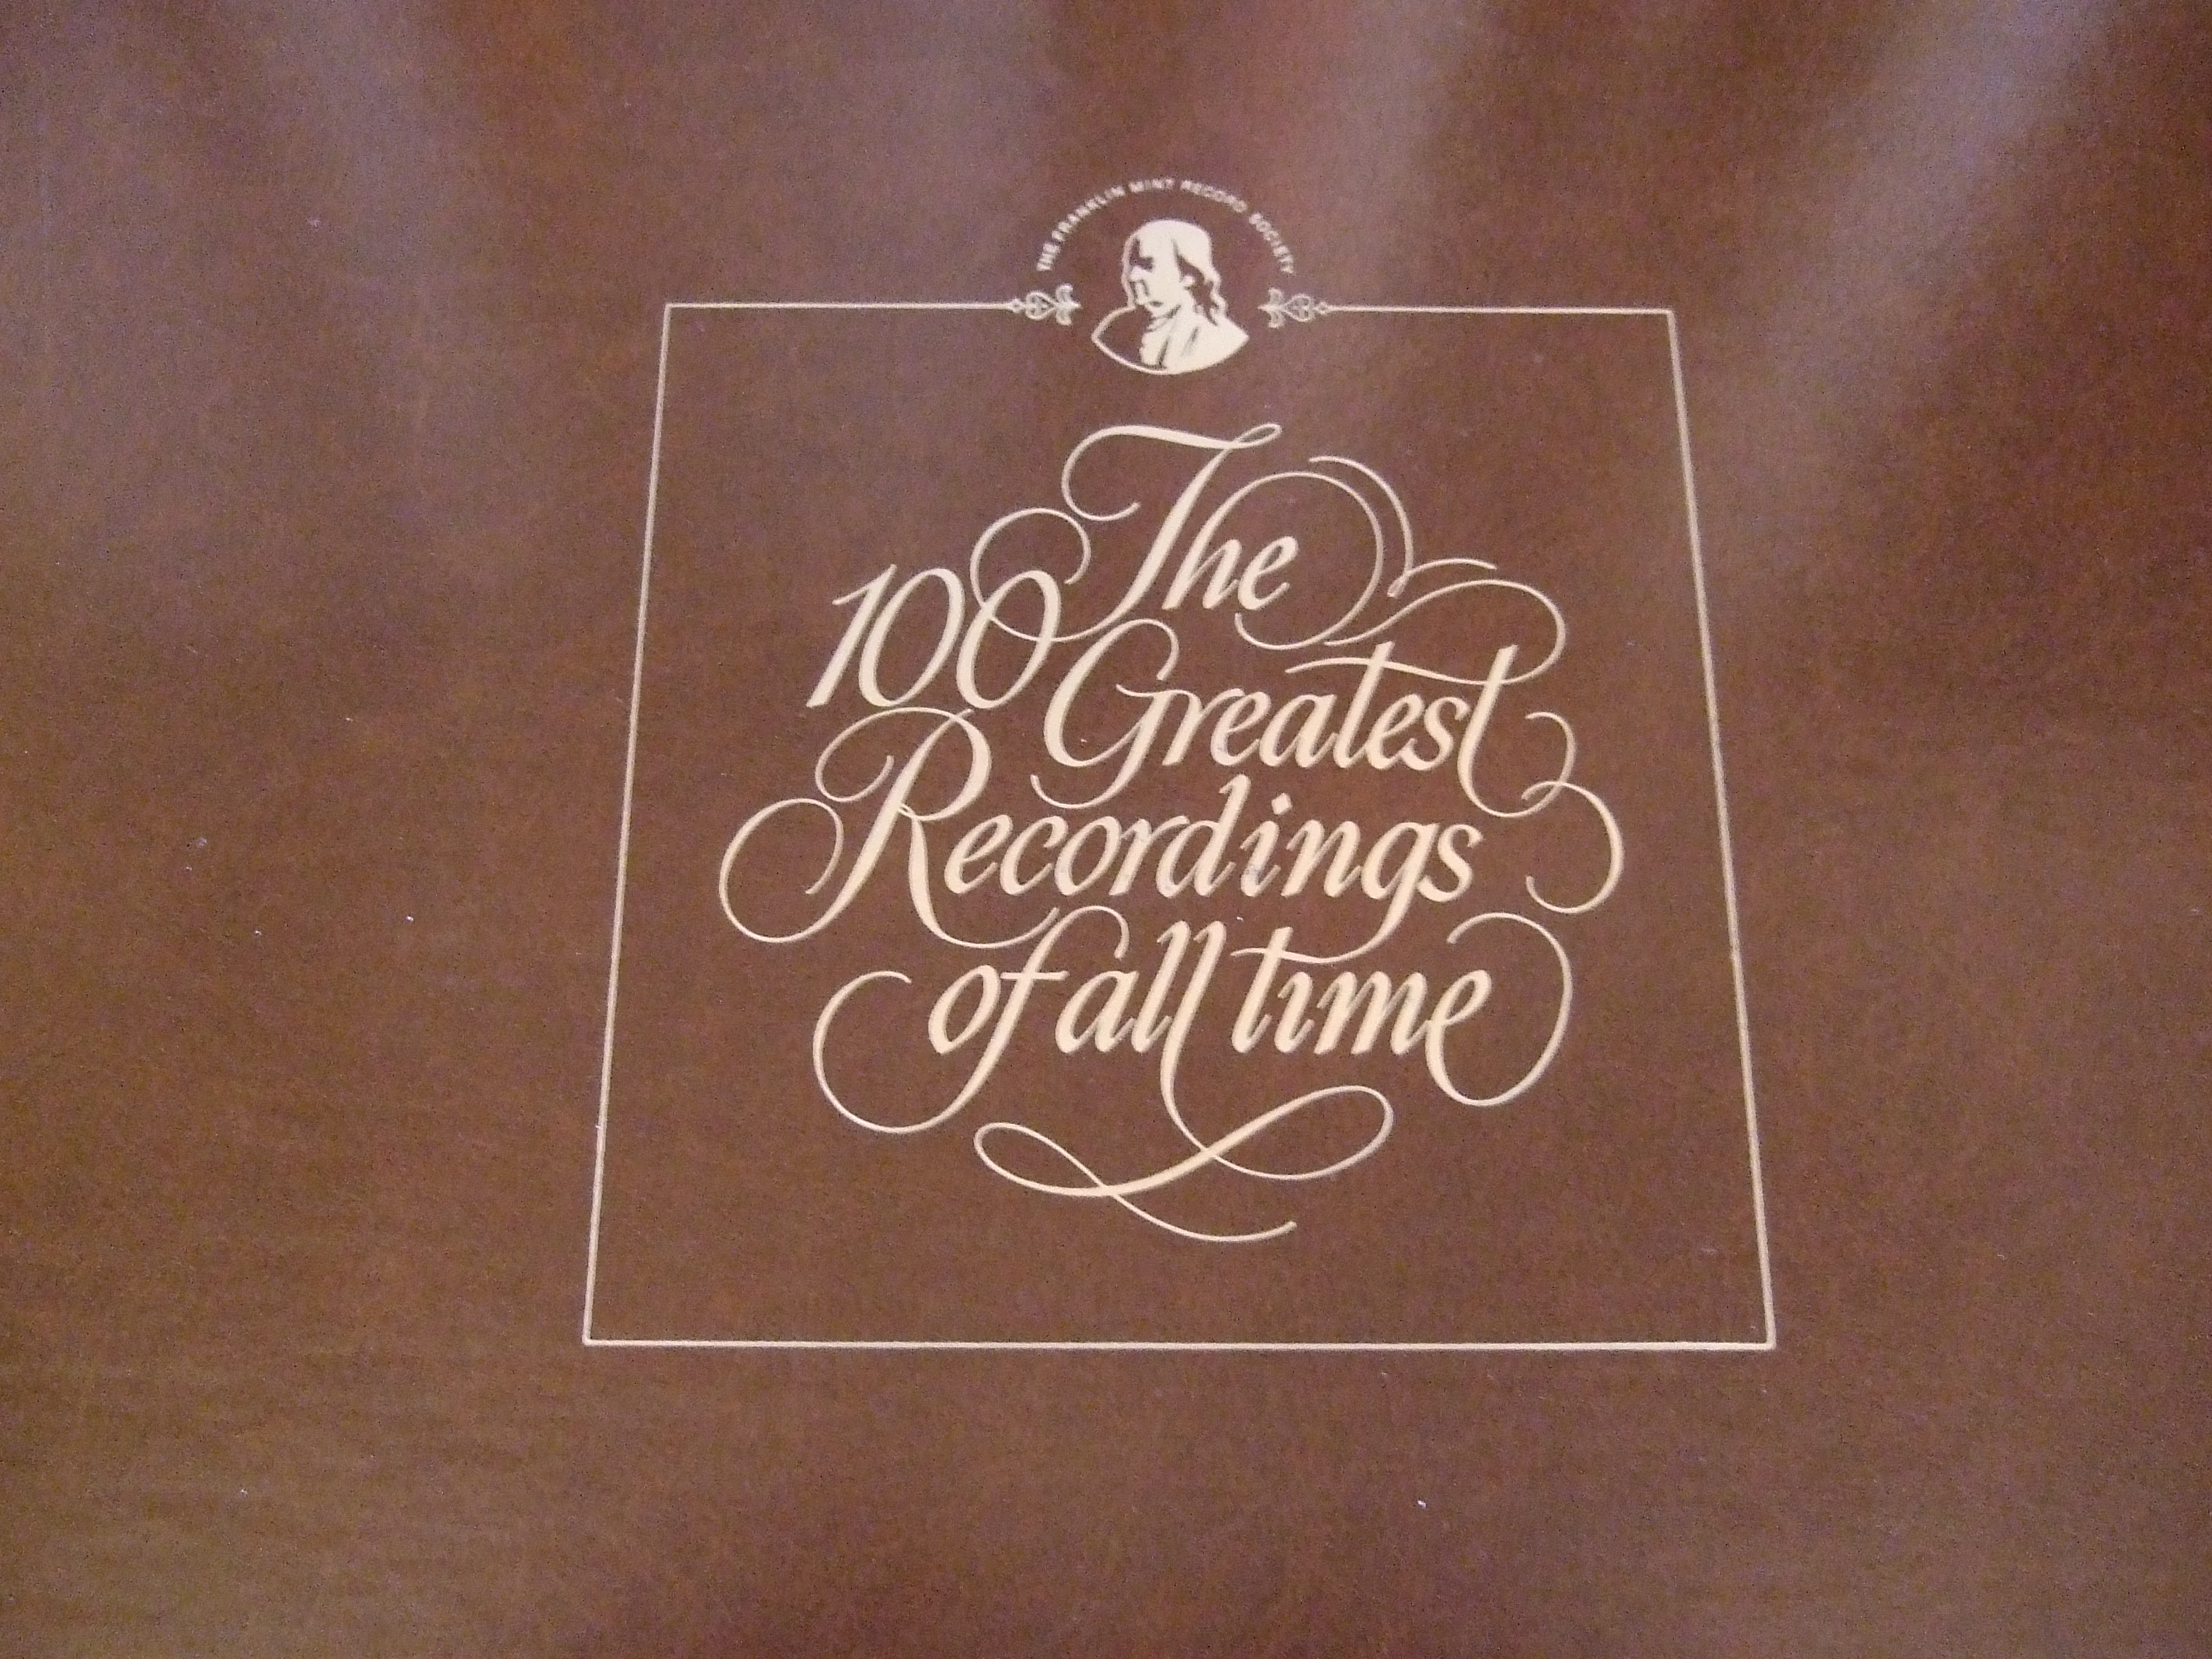 THE FRANKLIN MINT RECORD SOCIETY
The
100 Greatest
Recordings
of all time